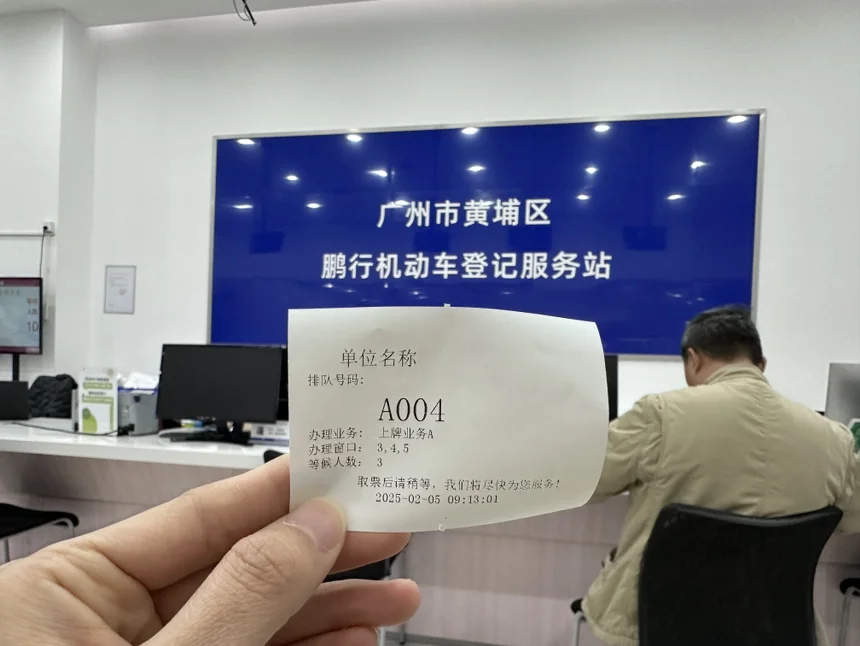 广州市黄埔区
鹏行机动车登记服务站
单位名称
排队号码：
A004
办理业务： 上牌业务A
办理窗口： 3,4,5
等候人数： 3
取票后请稍等，我们将尽快为您服务！
2025-02-05 09:13:01
10